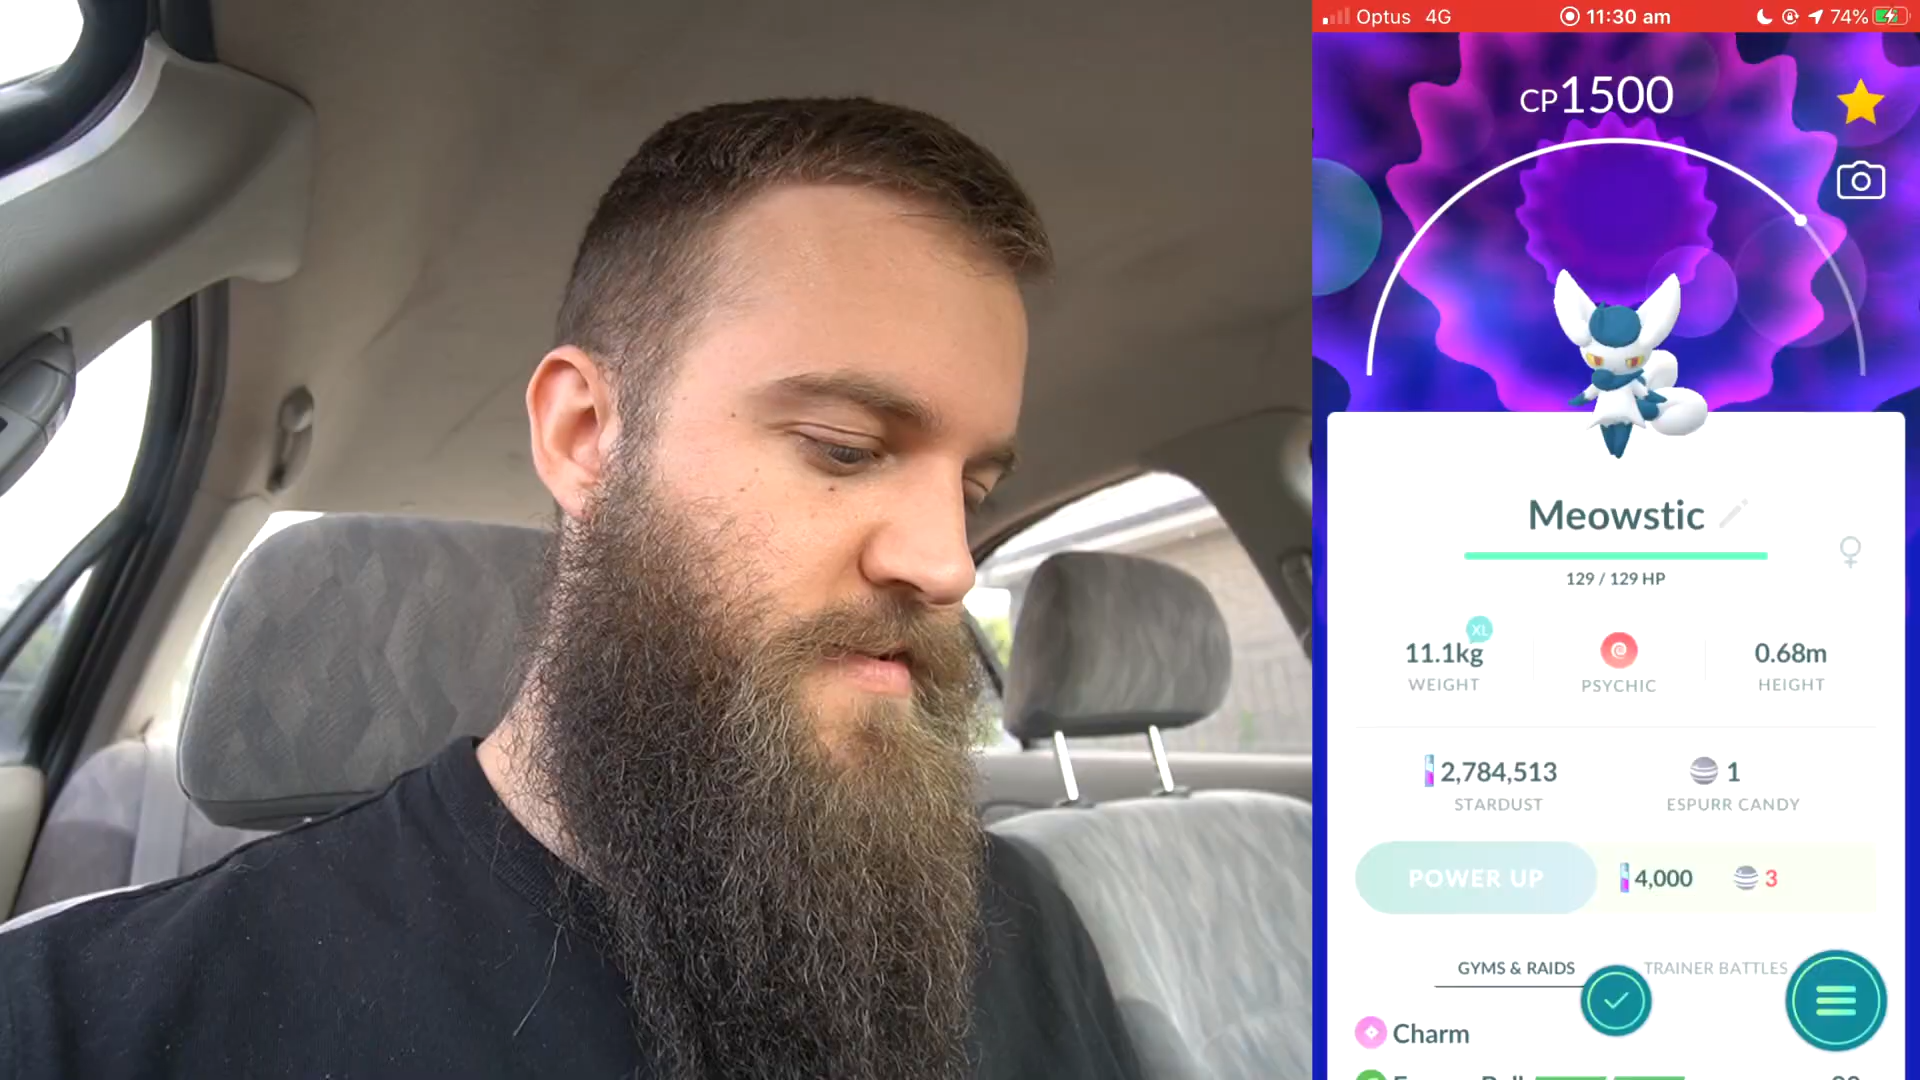 Optus 4G 11:30 am 74%
CP1500
Meowstic
129 / 129 HP
XL
11.1kg
WEIGHT
PSYCHIC
0.68m
HEIGHT
2,784,513
STARDUST
1
ESPURR CANDY
POWER UP 4,000 3
GYMS & RAIDS TRAINER BATTLES
Charm